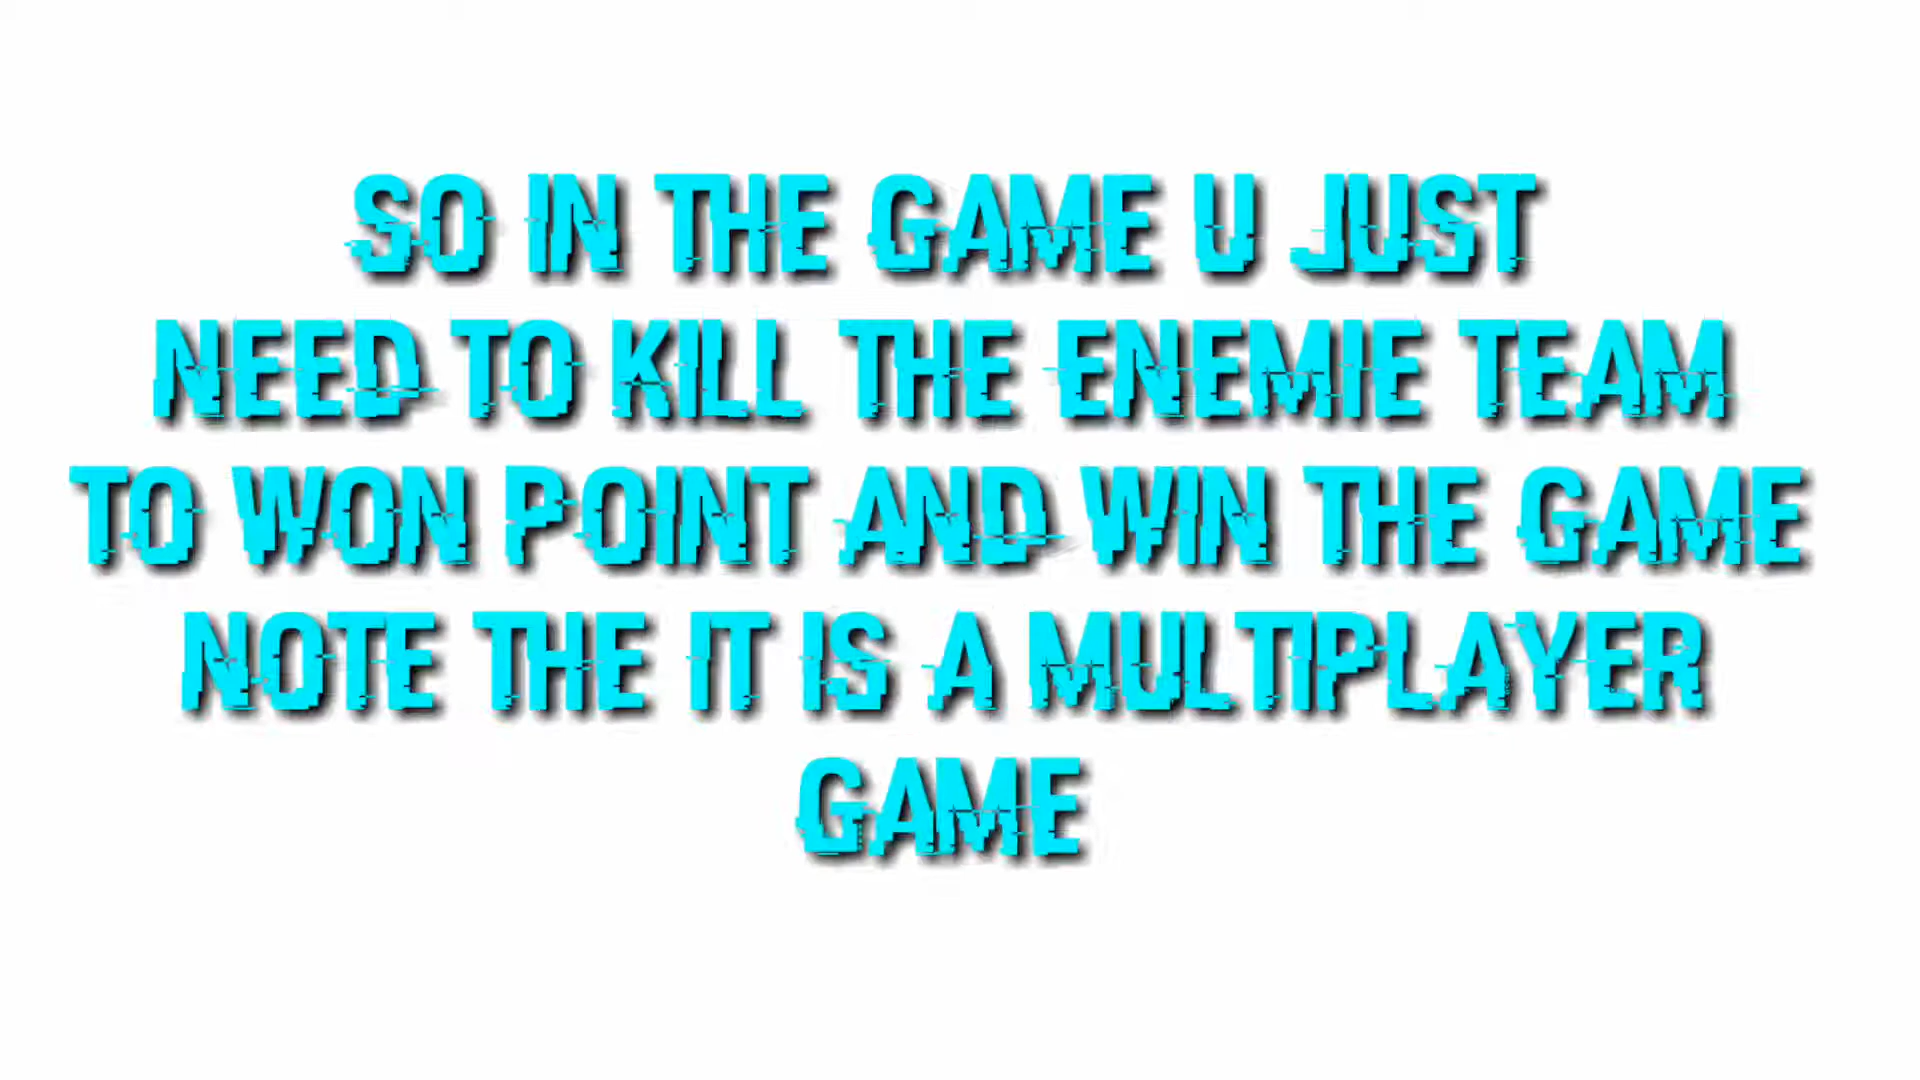 SO IN THE GAME U JUST
NEED TO KILL THE ENEMIE TEAM
TO WON POINT AND WIN THE GAME
NOTE THE IT IS A MULTIPLAYER
GAME